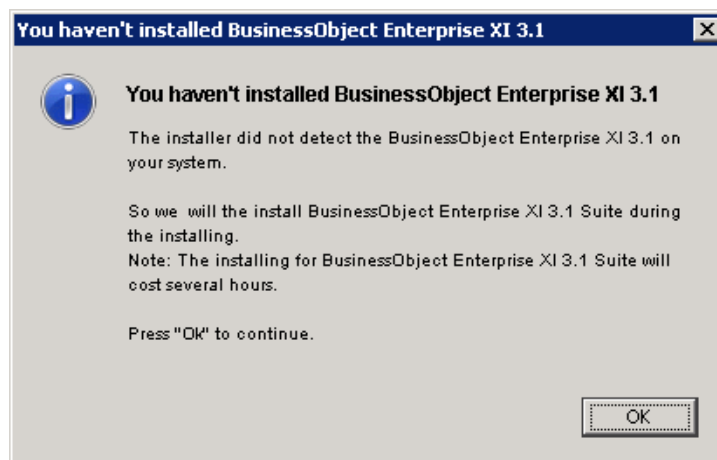 You haven't installed BusinessObject Enterprise XI 3.1
You haven't installed BusinessObject Enterprise XI 3.1
The installer did not detect the BusinessObject Enterprise XI 3.1 on
your system.
So we will the install BusinessObject Enterprise XI 3.1 Suite during
the installing.
Note: The installing for BusinessObject Enterprise XI 3.1 Suite will
cost several hours.
Press "Ok" to continue.
OK